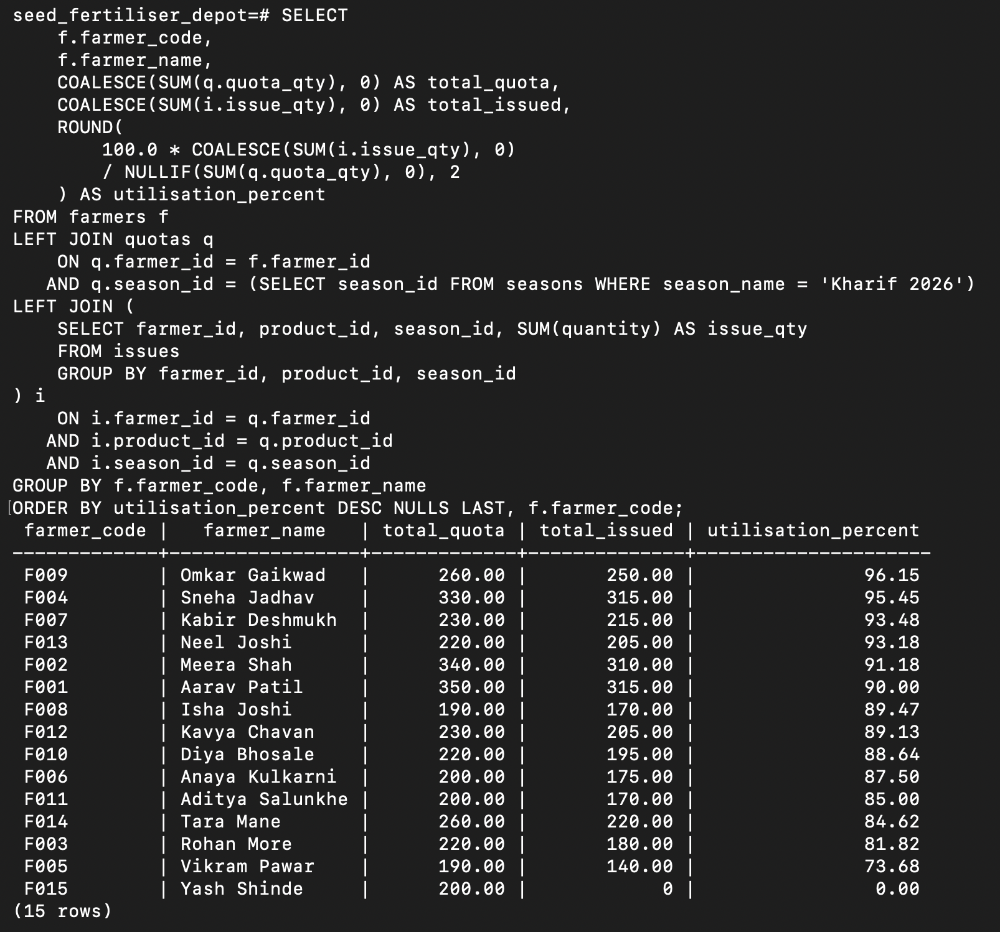 seed_fertiliser_depot=# SELECT
    f.farmer_code,
    f.farmer_name,
    COALESCE(SUM(q.quota_qty), 0) AS total_quota,
    COALESCE(SUM(i.issue_qty), 0) AS total_issued,
    ROUND(
        100.0 * COALESCE(SUM(i.issue_qty), 0)
        / NULLIF(SUM(q.quota_qty), 0), 2
    ) AS utilisation_percent
FROM farmers f
LEFT JOIN quotas q
    ON q.farmer_id = f.farmer_id
   AND q.season_id = (SELECT season_id FROM seasons WHERE season_name = 'Kharif 2026')
LEFT JOIN (
    SELECT farmer_id, product_id, season_id, SUM(quantity) AS issue_qty
    FROM issues
    GROUP BY farmer_id, product_id, season_id
) i
    ON i.farmer_id = q.farmer_id
   AND i.product_id = q.product_id
   AND i.season_id = q.season_id
GROUP BY f.farmer_code, f.farmer_name
[ORDER BY utilisation_percent DESC NULLS LAST, f.farmer_code;
 farmer_code |   farmer_name   | total_quota | total_issued | utilisation_percent
-------------+-----------------+-------------+--------------+---------------------
 F009        | Omkar Gaikwad   |      260.00 |       250.00 |               96.15
 F004        | Sneha Jadhav    |      330.00 |       315.00 |               95.45
 F007        | Kabir Deshmukh  |      230.00 |       215.00 |               93.48
 F013        | Neel Joshi      |      220.00 |       205.00 |               93.18
 F002        | Meera Shah      |      340.00 |       310.00 |               91.18
 F001        | Aarav Patil     |      350.00 |       315.00 |               90.00
 F008        | Isha Joshi      |      190.00 |       170.00 |               89.47
 F012        | Kavya Chavan    |      230.00 |       205.00 |               89.13
 F010        | Diya Bhosale    |      220.00 |       195.00 |               88.64
 F006        | Anaya Kulkarni  |      200.00 |       175.00 |               87.50
 F011        | Aditya Salunkhe |      200.00 |       170.00 |               85.00
 F014        | Tara Mane       |      260.00 |       220.00 |               84.62
 F003        | Rohan More      |      220.00 |       180.00 |               81.82
 F005        | Vikram Pawar    |      190.00 |       140.00 |               73.68
 F015        | Yash Shinde     |      200.00 |            0 |                0.00
(15 rows)